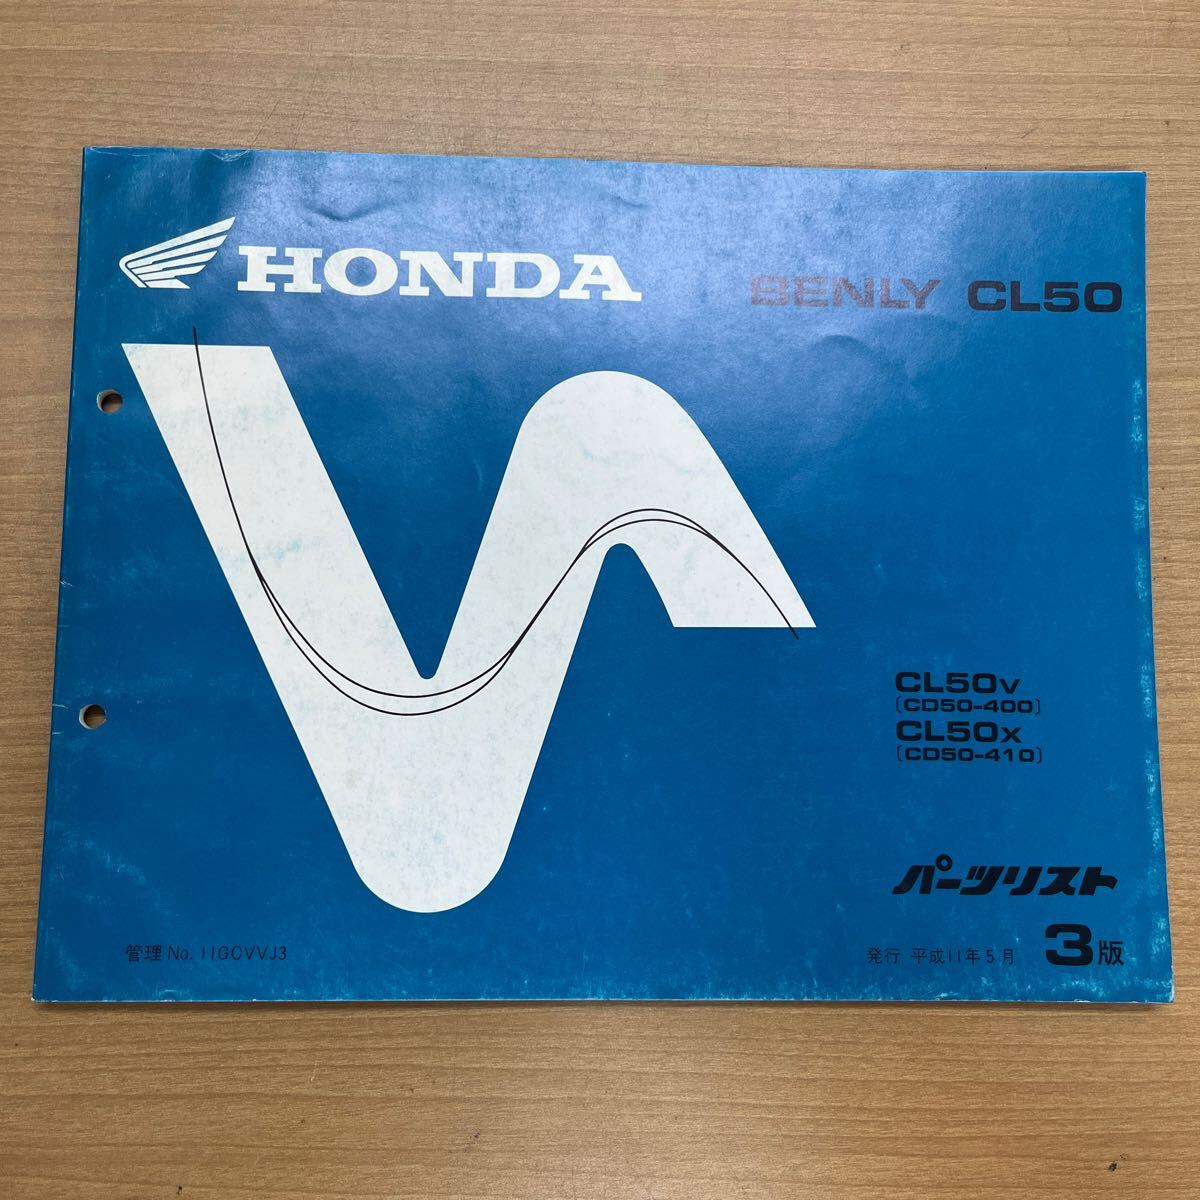 HONDA
BENLY CL50
CL50V
〔CD50-400〕
CL50X
〔CD50-410〕
パーツリスト
管理 No. 11GCVVJ3
発行 平成11年5月 3版